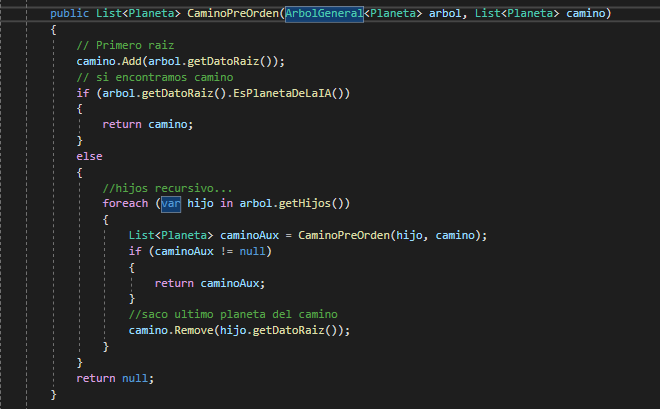 public List<Planeta> CaminoPreOrden(ArbolGeneral<Planeta> arbol, List<Planeta> camino)
{
// Primero raiz
camino.Add(arbol.getDatoRaiz());
// si encontramos camino
if (arbol.getDatoRaiz().EsPlanetaDeLaIA())
{
return camino;
}
else
{
//hijos recursivo...
foreach (var hijo in arbol.getHijos())
{
List<Planeta> caminoAux = CaminoPreOrden(hijo, camino);
if (caminoAux != null)
{
return caminoAux;
}
//saco ultimo planeta del camino
camino.Remove(hijo.getDatoRaiz());
}
}
return null;
}